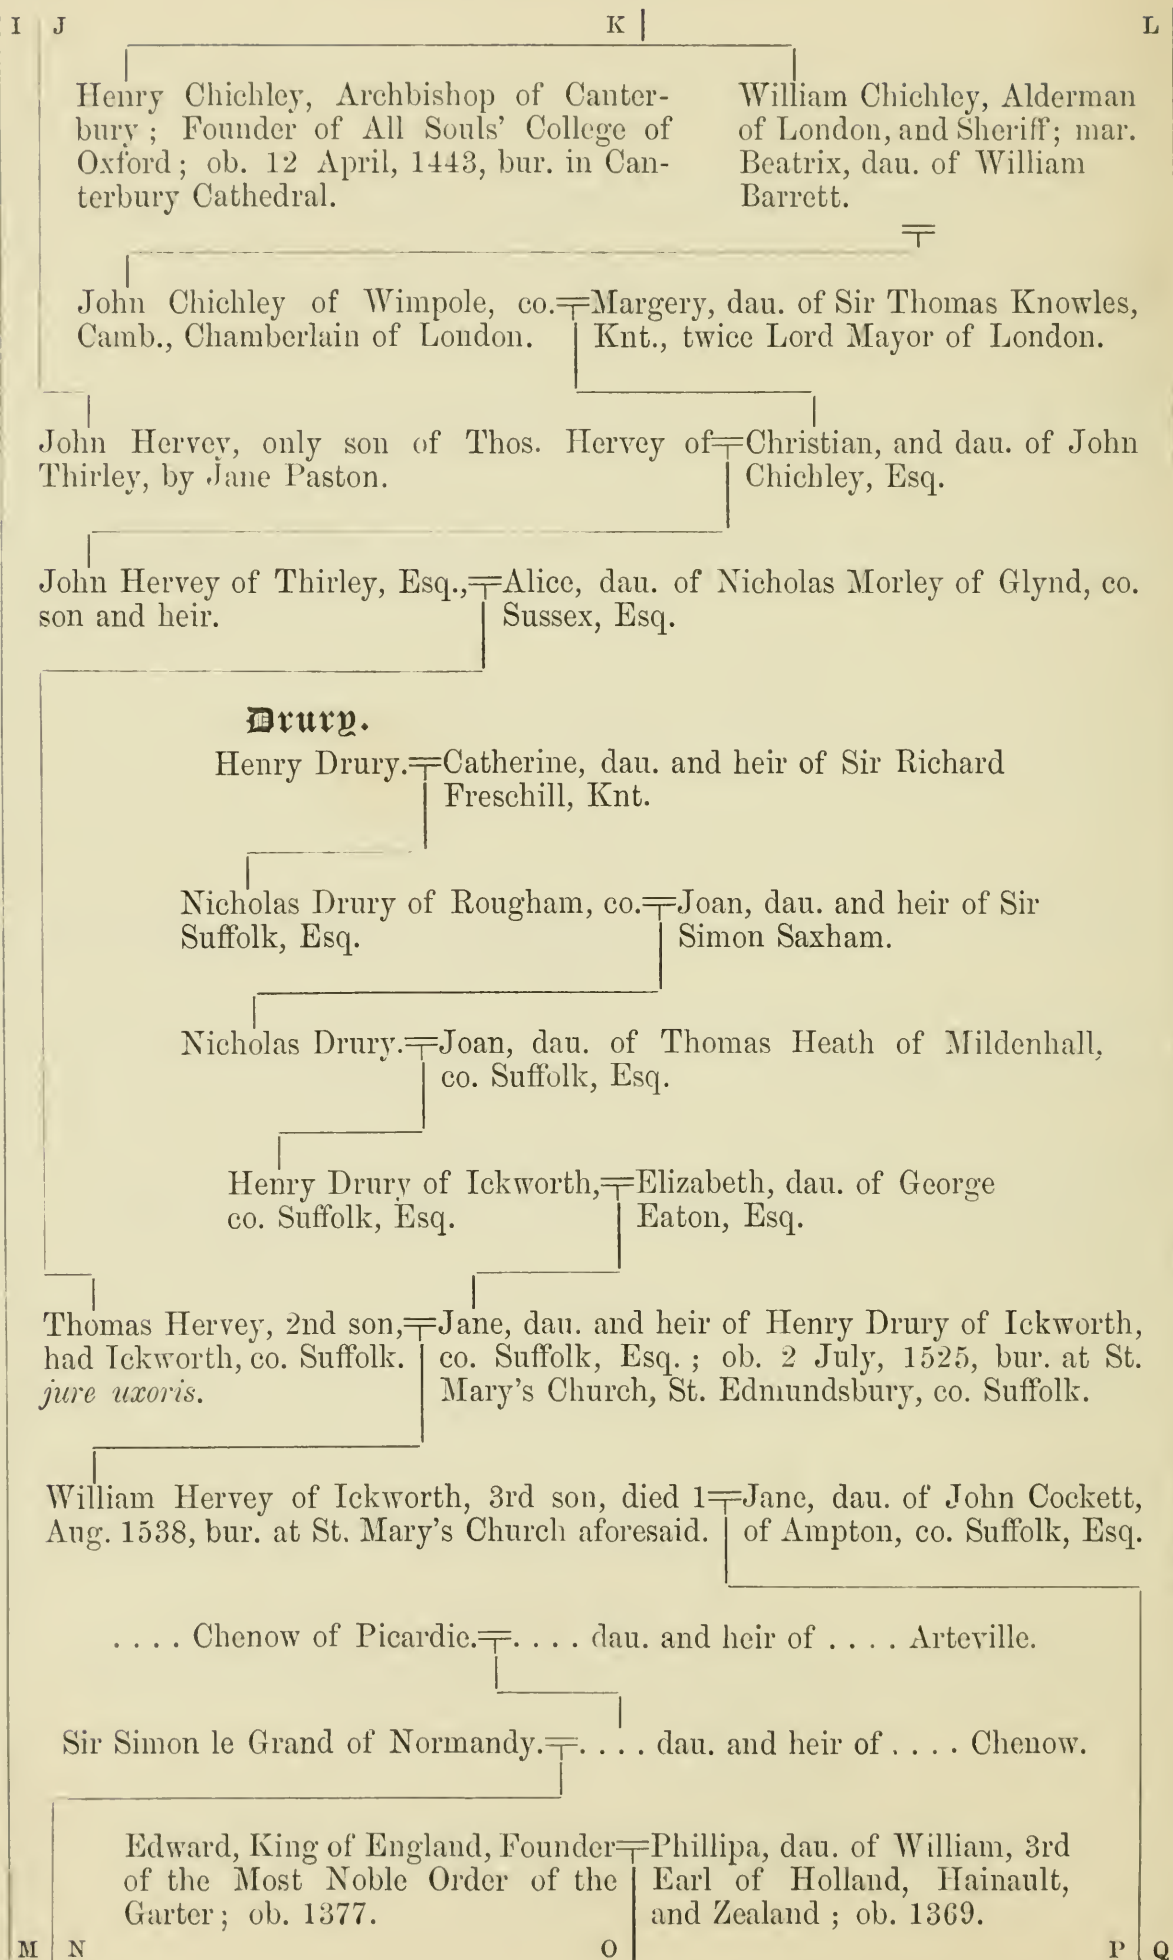 I J K L
Henry Chichley, Archbishop of Canter-
bury ; Founder of All Souls' College of
Oxford ; ob. 12 April, 1443, bur. in Can-
terbury Cathedral.
William Chichley, Alderman
of London, and Sheriff; mar.
Beatrix, dau. of William
Barrett.
John Chichley of Wimpole, co.
Camb., Chamberlain of London.
Margery, dau. of Sir Thomas Knowles,
Knt., twice Lord Mayor of London.
John Hervey, only son of Thos. Hervey of
Thirley, by Jane Paston.
Christian, and dau. of John
Chichley, Esq.
John Hervey of Thirley, Esq.,
son and heir.
Alice, dau. of Nicholas Morley of Glynd, co.
Sussex, Esq.
Drury.
Henry Drury.
Catherine, dau. and heir of Sir Richard
Freschill, Knt.
Nicholas Drury of Rougham, co.
Suffolk, Esq.
Joan, dau. and heir of Sir
Simon Saxham.
Nicholas Drury.
Joan, dau. of Thomas Heath of Mildenhall,
co. Suffolk, Esq.
Henry Drury of Ickworth,
co. Suffolk, Esq.
Elizabeth, dau. of George
Eaton, Esq.
Thomas Hervey, 2nd son,
had Ickworth, co. Suffolk.
jure uxoris.
Jane, dau. and heir of Henry Drury of Ickworth,
co. Suffolk, Esq. ; ob. 2 July, 1525, bur. at St.
Mary's Church, St. Edmundsbury, co. Suffolk.
William Hervey of Ickworth, 3rd son, died 1
Aug. 1538, bur. at St. Mary's Church aforesaid.
Jane, dau. of John Cockett,
of Ampton, co. Suffolk, Esq.
. . . . Chenow of Picardie.
. . . . dau. and heir of . . . . Arteville.
Sir Simon le Grand of Normandy.
. . . . dau. and heir of . . . . Chenow.
Edward, King of England, Founder
of the Most Noble Order of the
Garter ; ob. 1377.
Phillipa, dau. of William, 3rd
Earl of Holland, Hainault,
and Zealand ; ob. 1369.
M N O P Q